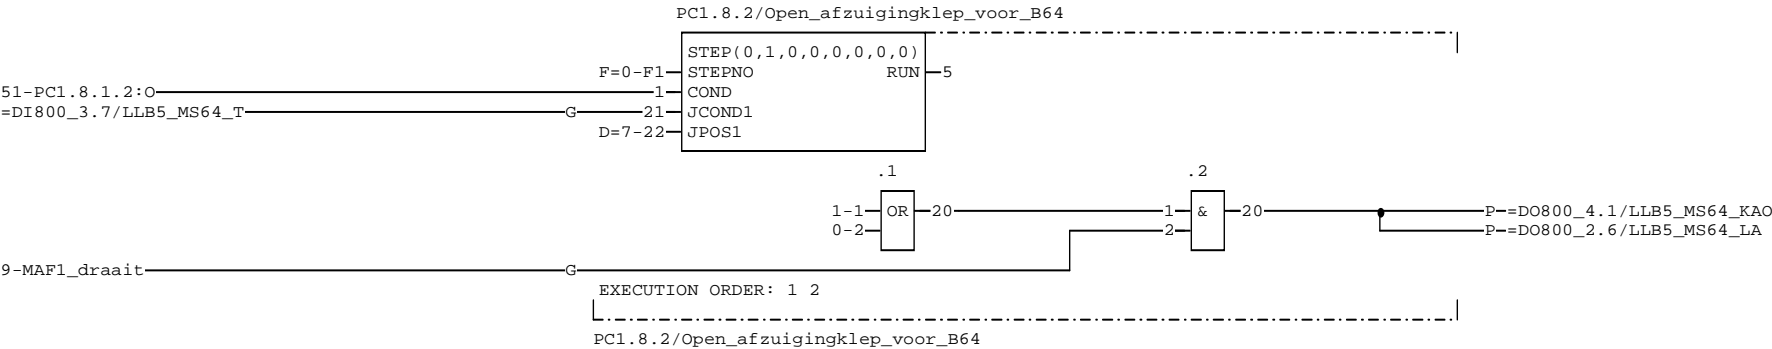 PC1.8.2/Open_afzuigingklep_voor_B64
STEP(0,1,0,0,0,0,0,0)
F=0-F1 STEPNO RUN 5
51-PC1.8.1.2:O 1 COND
=DI800_3.7/LLB5_MS64_T G 21 JCOND1
D=7-22 JPOS1
.1 .2
1-1 OR 20 1 & 20 P =DO800_4.1/LLB5_MS64_KAO
0-2 2 P =DO800_2.6/LLB5_MS64_LA
9-MAF1_draait G
EXECUTION ORDER: 1 2
PC1.8.2/Open_afzuigingklep_voor_B64